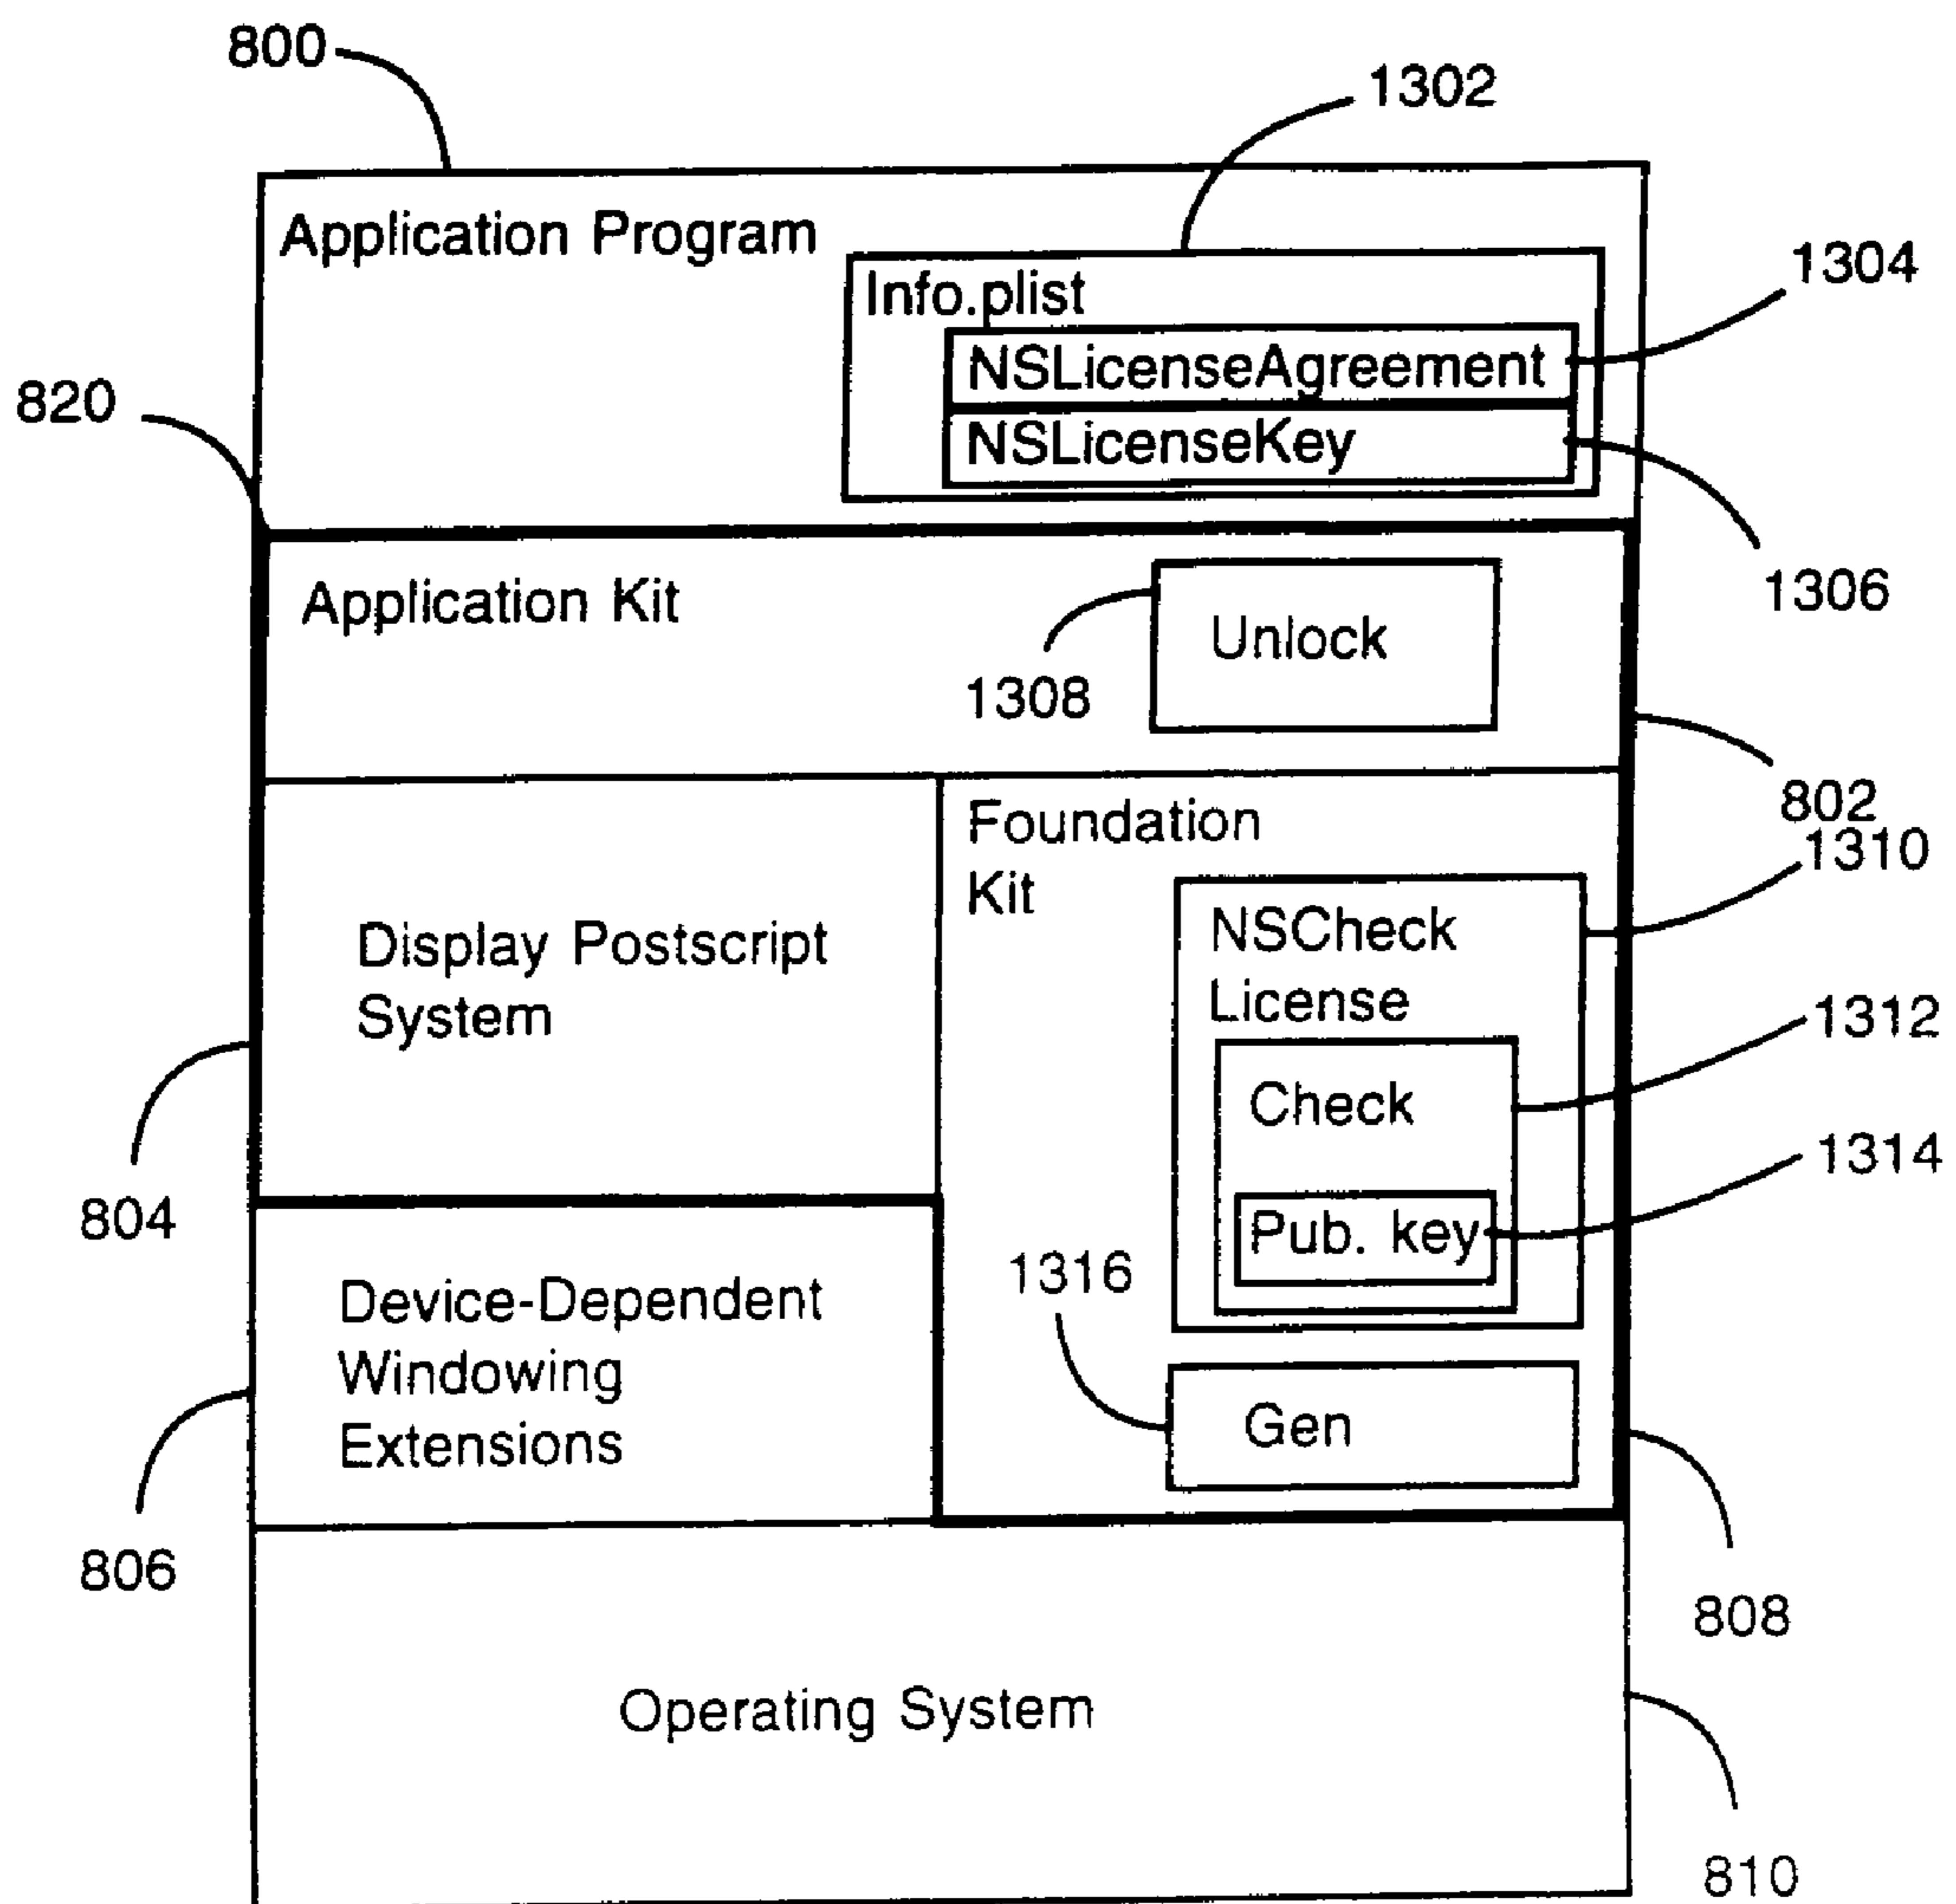 800
1302
Application Program
1304
Info.plist
NSLicenseAgreement
820
NSLicenseKey
1306
Application Kit
Unlock
1308
802
Foundation
Kit
1310
Display Postscript
System
NSCheck
License
1312
Check
1314
804
Pub. key
1316
Device-Dependent
Windowing
Extensions
Gen
806
808
Operating System
810